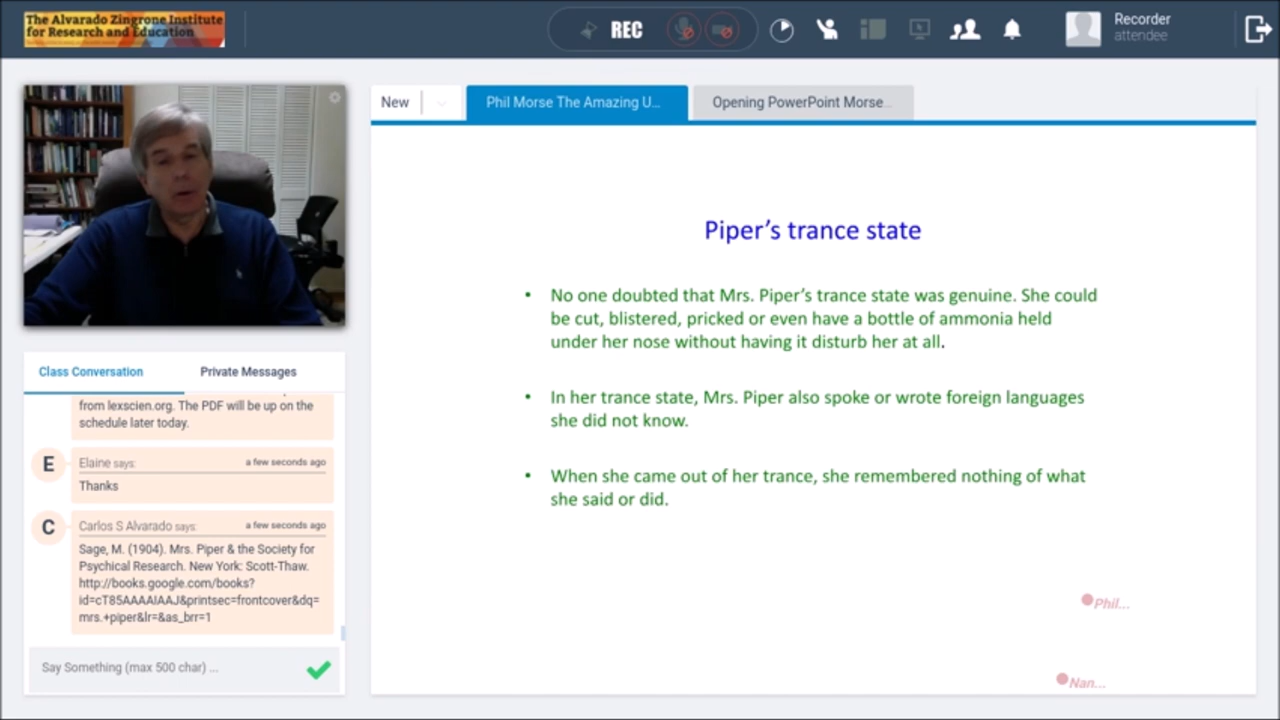 The Alvarado Zingrone Institute
for Research and Education
REC
Recorder
attendee
New
Phil Morse The Amazing U...
Opening PowerPoint Morse...
Piper's trance state
• No one doubted that Mrs. Piper's trance state was genuine. She could
be cut, blistered, pricked or even have a bottle of ammonia held
under her nose without having it disturb her at all.
• In her trance state, Mrs. Piper also spoke or wrote foreign languages
she did not know.
• When she came out of her trance, she remembered nothing of what
she said or did.
Phil...
Nan...
Class Conversation
Private Messages
from lexscien.org. The PDF will be up on the
schedule later today.
E
Elaine says:
a few seconds ago
Thanks
C
Carlos S Alvarado says:
a few seconds ago
Sage, M. (1904). Mrs. Piper & the Society for
Psychical Research. New York: Scott-Thaw.
http://books.google.com/books?
id=cT85AAAAIAAJ&printsec=frontcover&dq=
mrs.+piper&lr=&as_brr=1
Say Something (max 500 char) ...